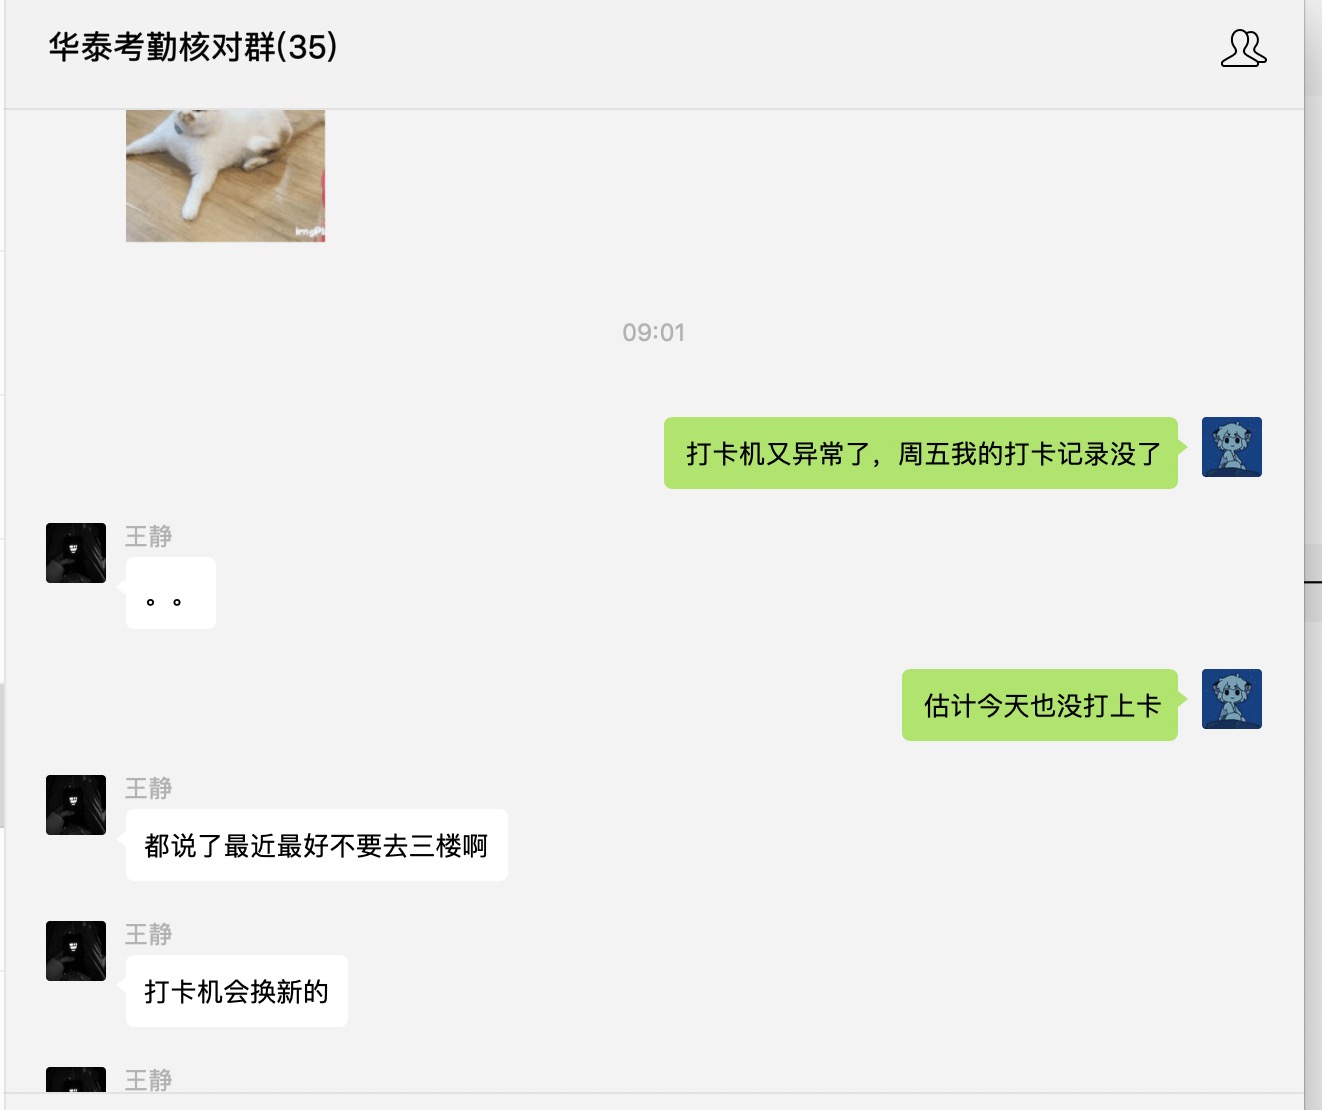 华泰考勤核对群(35)
09:01
打卡机又异常了，周五我的打卡记录没了
王静
。。
估计今天也没打上卡
王静
都说了最近最好不要去三楼啊
王静
打卡机会换新的
王静